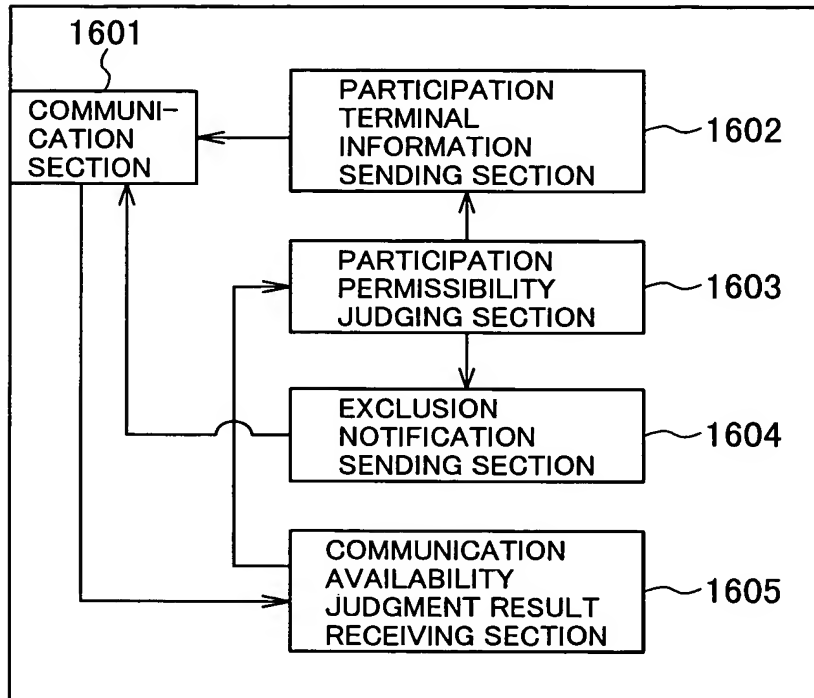 1601
COMMUNI-
CATION
SECTION
PARTICIPATION
TERMINAL
INFORMATION
SENDING SECTION
1602
PARTICIPATION
PERMISSIBILITY
JUDGING SECTION
1603
EXCLUSION
NOTIFICATION
SENDING SECTION
1604
COMMUNICATION
AVAILABILITY
JUDGMENT RESULT
RECEIVING SECTION
1605